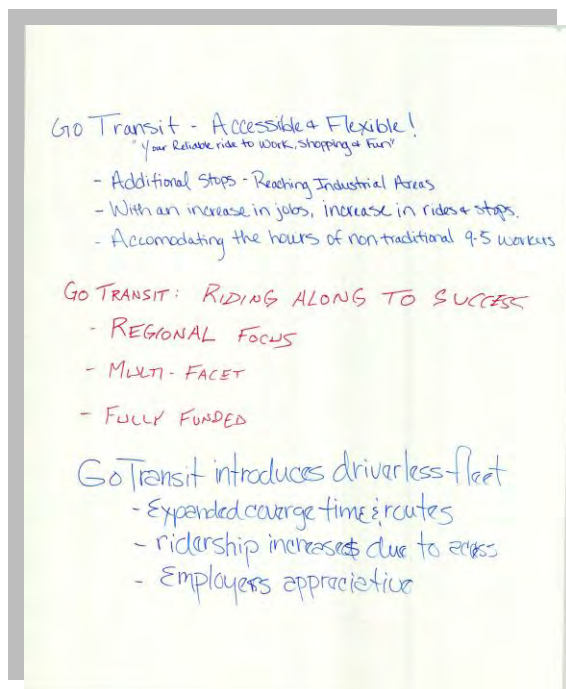 GO Transit - Accessible & Flexible!
"Your Reliable ride to Work, Shopping & Fun"
- Additional Stops - Reaching Industrial Areas
- With an increase in jobs, increase in rides & stops.
- Accomodating the hours of non traditional 9-5 workers
GO TRANSIT: RIDING ALONG TO SUCCESS
- REGIONAL FOCUS
- MULTI-FACET
- FULLY FUNDED
Go Transit introduces driverless fleet
- Expanded coverge time & routes
- ridership increases due to access
- Employers appreciative